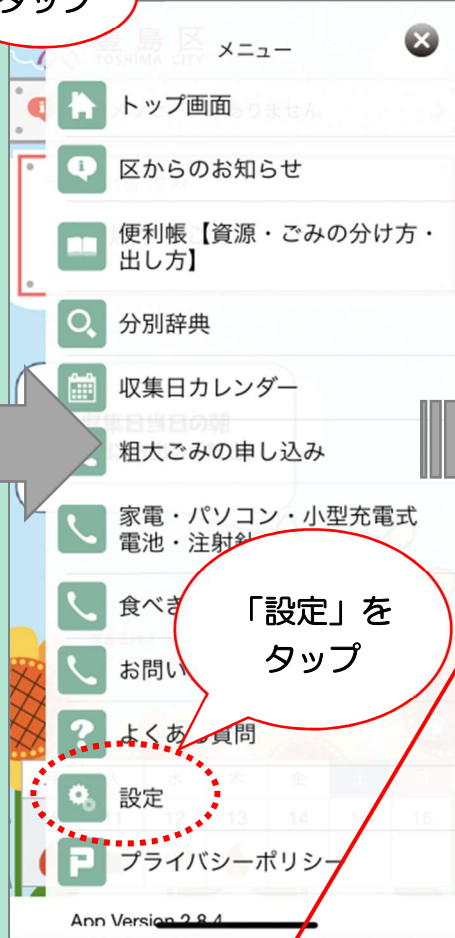 タップ
豊島区
TOSHIMA CITY
メニュー
トップ画面
区からのお知らせ
便利帳【資源・ごみの分け方・
出し方】
分別辞典
収集日カレンダー
粗大ごみの申し込み
家電・パソコン・小型充電式
電池・注射針
食べき
「設定」を
タップ
お問い
よくある質問
設定
プライバシーポリシー
App Version 2.8.4